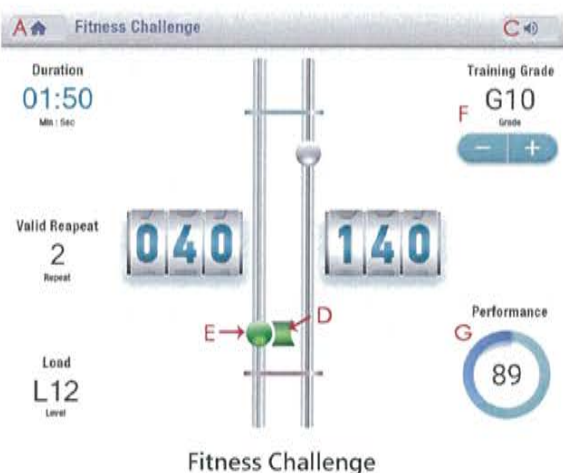 A Fitness Challenge C
Duration
01:50
Min : Sec
Training Grade
G10
Grade
F
− +
Valid Reapeat
2
Repeat
040
140
E
D
Performance
G
89
Load
L12
Level
Fitness Challenge